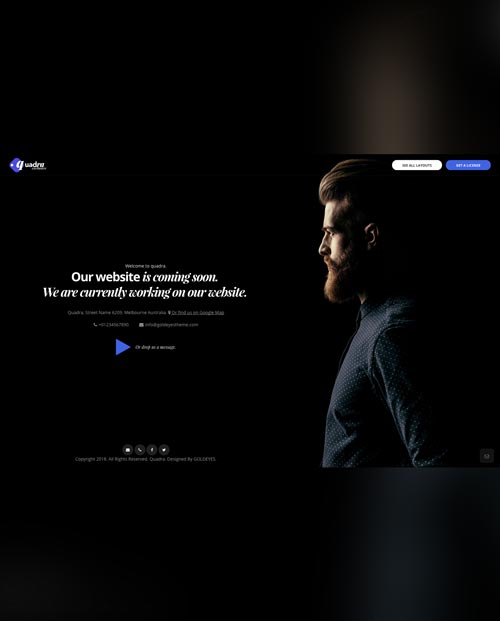 quadra
SEE ALL LAYOUTS
GET A LICENSE
Welcome to quadra.
Our website is coming soon.
We are currently working on our website.
Quadra, Street Name 6205, Melbourne Australia. Or find us on Google Map
+01234567890 info@goldeyestheme.com
Or drop us a message.
Copyright 2018. All Rights Reserved. Quadra. Designed By GOLDEYES.